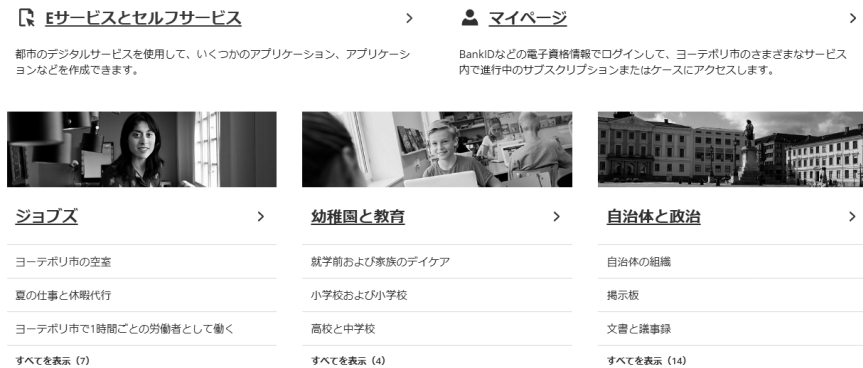 Eサービスとセルフサービス
マイページ
都市のデジタルサービスを使用して、いくつかのアプリケーション、アプリケーシ
ョンなどを作成できます。
BankIDなどの電子資格情報でログインして、ヨーテボリ市のさまざまなサービス
内で進行中のサブスクリプションまたはケースにアクセスします。
ジョブズ
幼稚園と教育
自治体と政治
ヨーテボリ市の空室
就学前および家族のデイケア
自治体の組織
夏の仕事と休暇代行
小学校および小学校
掲示板
ヨーテボリ市で1時間ごとの労働者として働く
高校と中学校
文書と議事録
すべてを表示（7）
すべてを表示（4）
すべてを表示（14）